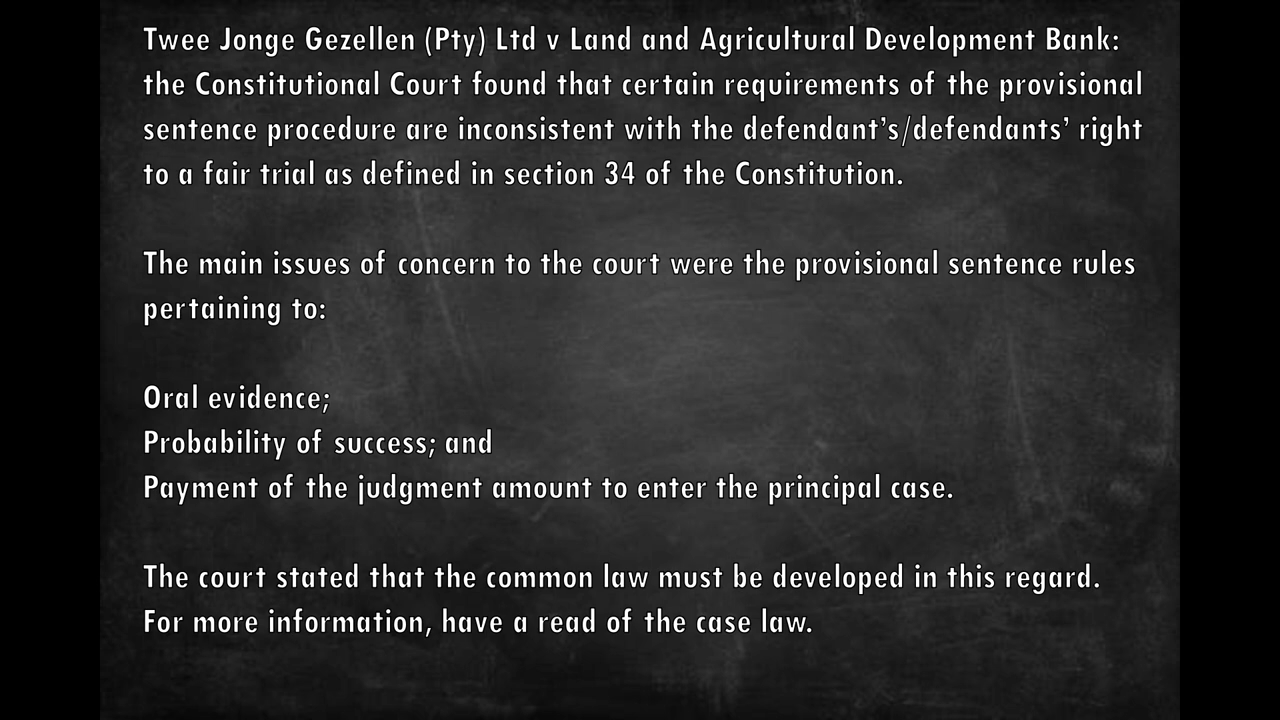 Twee Jonge Gezellen (Pty) Ltd v Land and Agricultural Development Bank:
the Constitutional Court found that certain requirements of the provisional
sentence procedure are inconsistent with the defendant’s/defendants’ right
to a fair trial as defined in section 34 of the Constitution.
The main issues of concern to the court were the provisional sentence rules
pertaining to:
Oral evidence;
Probability of success; and
Payment of the judgment amount to enter the principal case.
The court stated that the common law must be developed in this regard.
For more information, have a read of the case law.